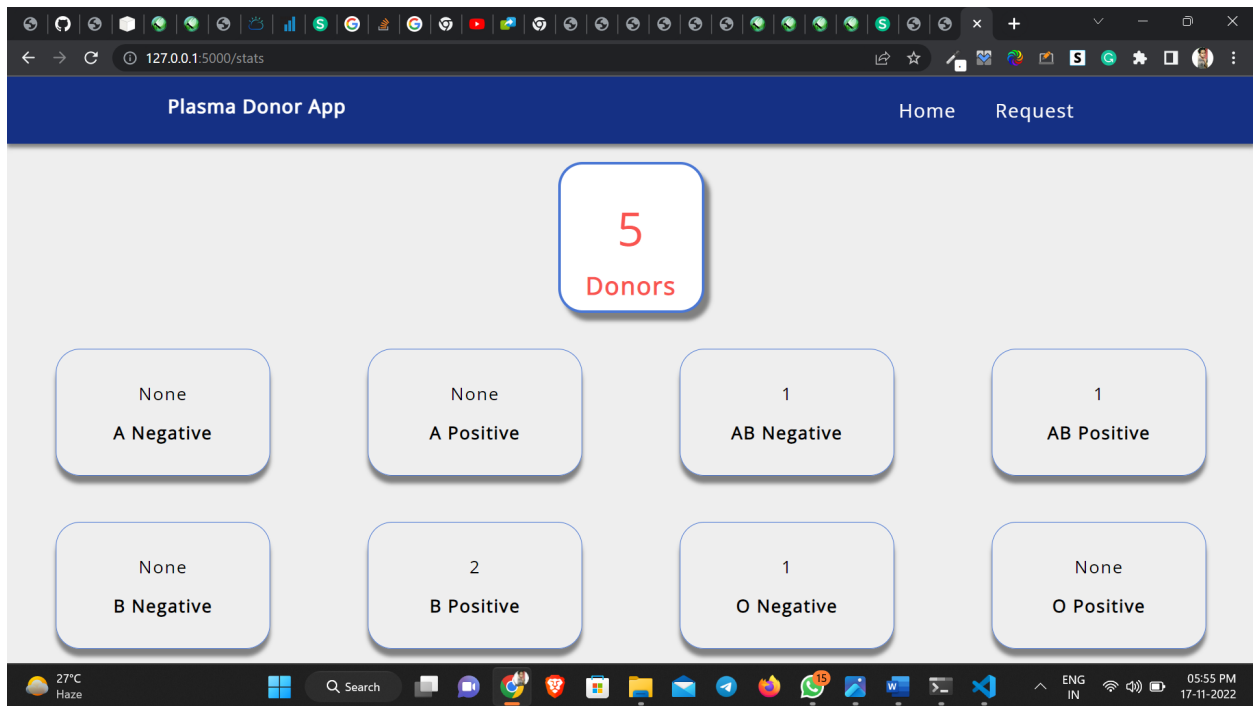 127.0.0.1:5000/stats
Plasma Donor App
Home
Request
5
Donors
None
A Negative
None
A Positive
1
AB Negative
1
AB Positive
None
B Negative
2
B Positive
1
O Negative
None
O Positive
27°C
Haze
Search
15
ENG
IN
05:55 PM
17-11-2022